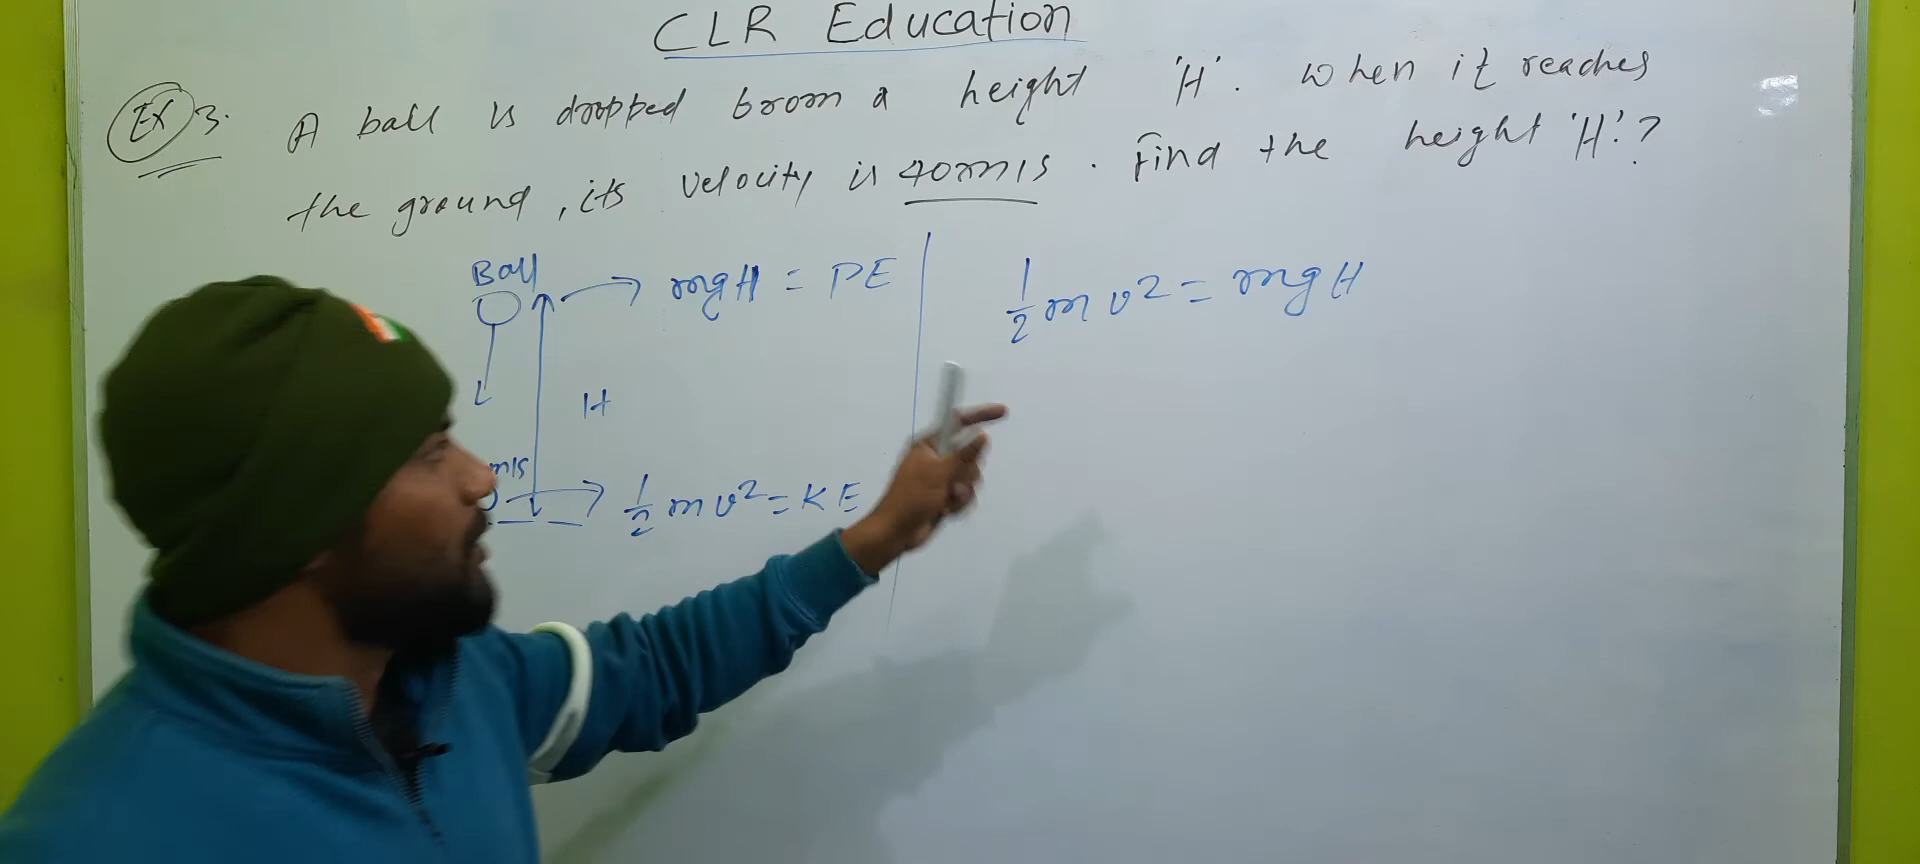 CLR Education
Ex 3. A ball is dropped from a height 'H'. When it reaches
the ground, its velocity is 40m/s. Find the height 'H'?
Ball
mgH = PE
H
m/s
1/2 mv2 = KE
1/2 mv2 = mgH